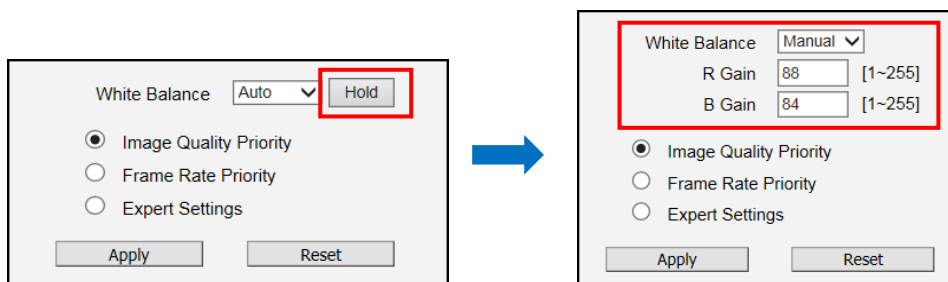 White Balance Auto Hold
Image Quality Priority
Frame Rate Priority
Expert Settings
Apply Reset
White Balance Manual
R Gain 88 [1~255]
B Gain 84 [1~255]
Image Quality Priority
Frame Rate Priority
Expert Settings
Apply Reset